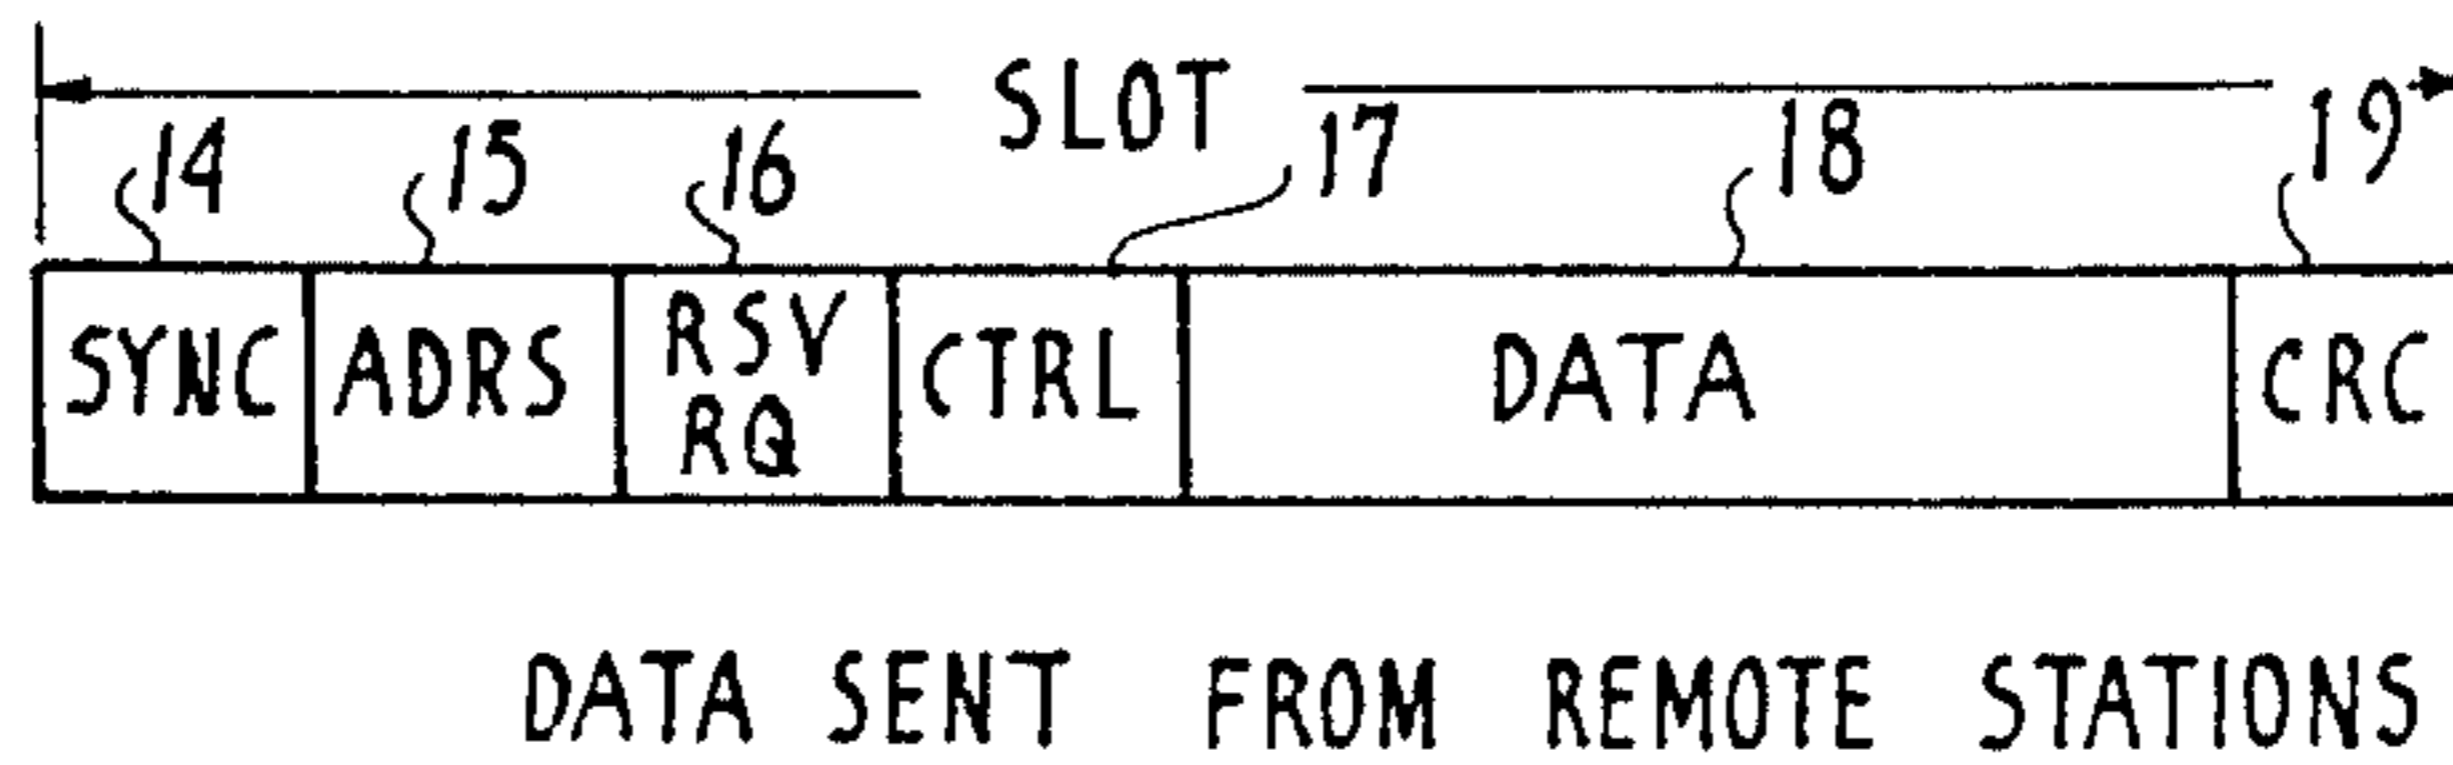 SLOT
14 15 16 17 18 19
SYNC ADRS RSV RQ CTRL DATA CRC
DATA SENT FROM REMOTE STATIONS